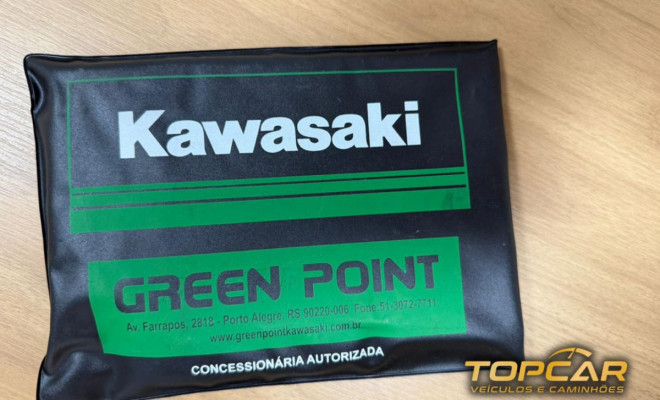 Kawasaki
GREEN POINT
Av. Farrapos, 2818 - Porto Alegre, RS 90220-006 Fone 51-3072-7711
www.greenpointkawasaki.com.br
CONCESSIONÁRIA AUTORIZADA
TOPCAR
VEÍCULOS E CAMINHÕES